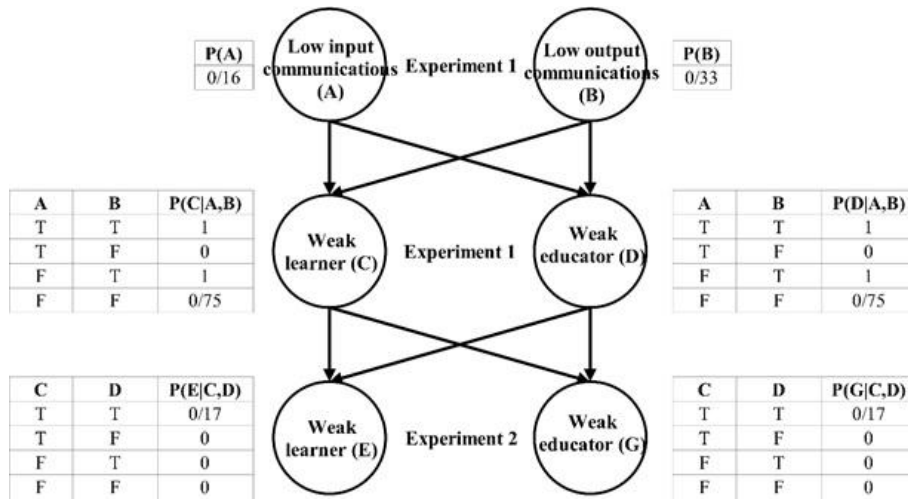 P(A)
0/16
Low input
communications
(A)
Experiment 1
Low output
communications
(B)
P(B)
0/33
A B P(C|A,B)
T T 1
T F 0
F T 1
F F 0/75
Weak
learner (C)
Experiment 1
Weak
educator (D)
A B P(D|A,B)
T T 1
T F 0
F T 1
F F 0/75
C D P(E|C,D)
T T 0/17
T F 0
F T 0
F F 0
Weak
learner (E)
Experiment 2
Weak
educator (G)
C D P(G|C,D)
T T 0/17
T F 0
F T 0
F F 0